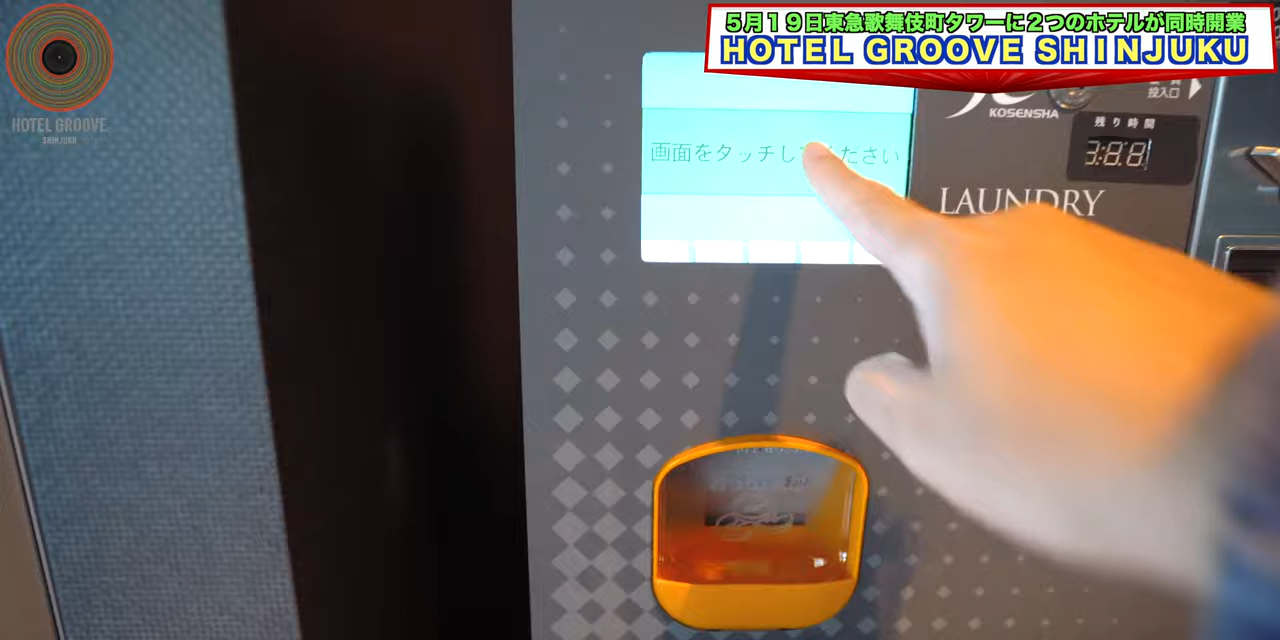 HOTEL GROOVE
SHINJUKU
5月19日東急歌舞伎町タワーに2つのホテルが同時開業
HOTEL GROOVE SHINJUKU
投入口
KOSENSHA
残り時間
画面をタッチしてください
LAUNDRY